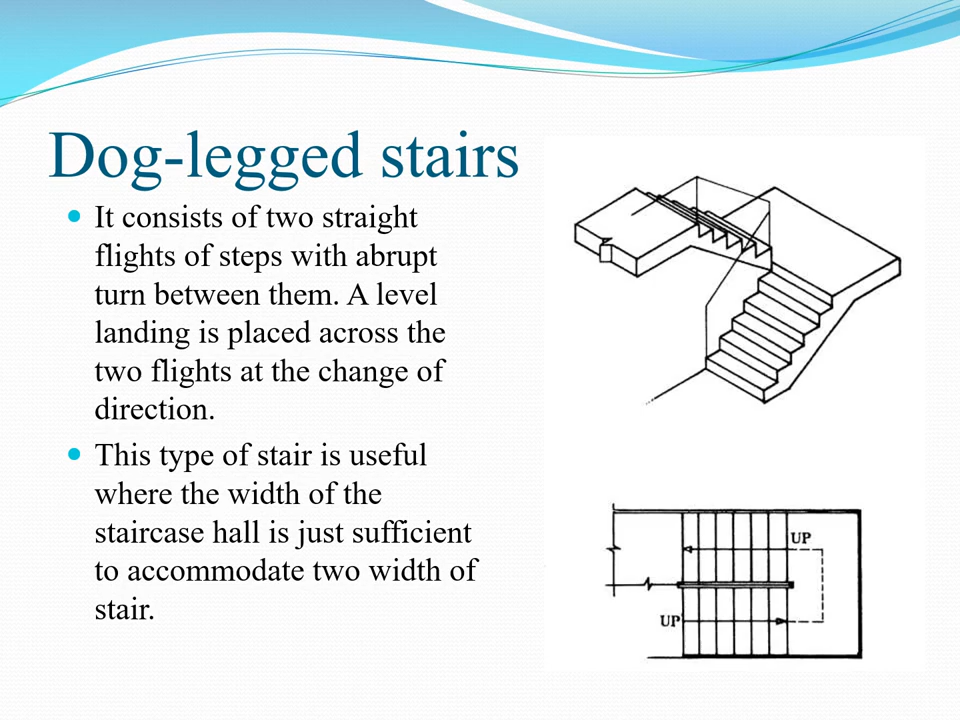 Dog-legged stairs
It consists of two straight
flights of steps with abrupt
turn between them. A level
landing is placed across the
two flights at the change of
direction.
This type of stair is useful
where the width of the
staircase hall is just sufficient
to accommodate two width of
stair.
UP
UP